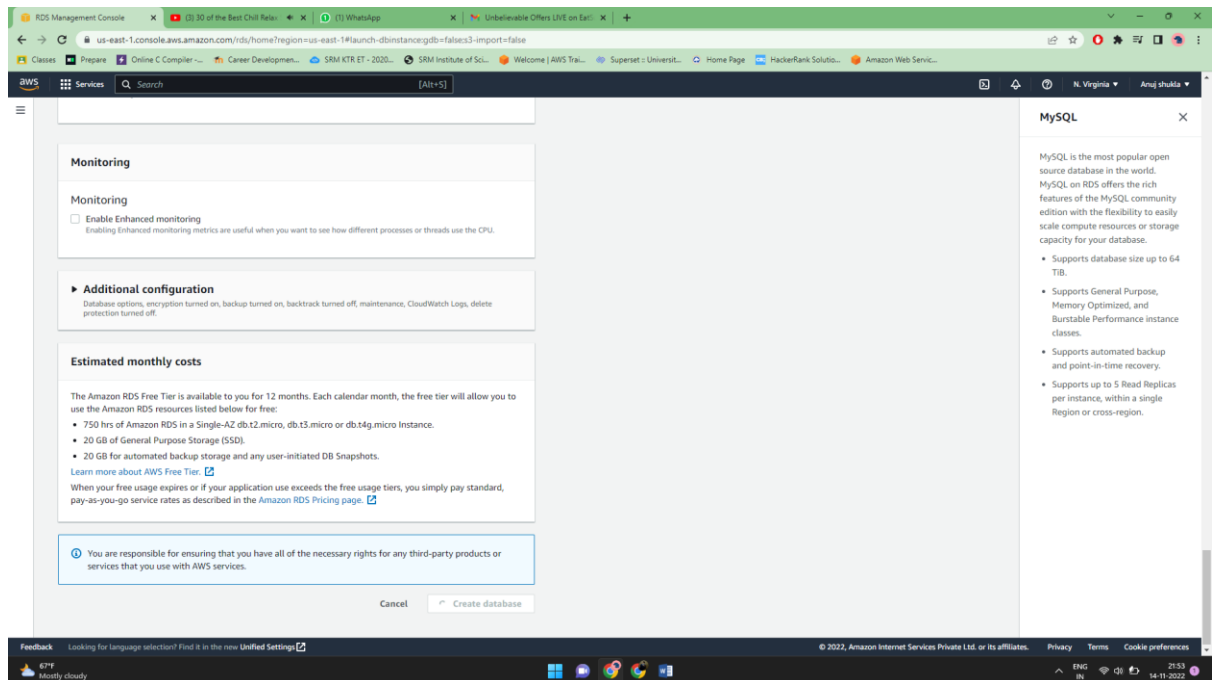 RDS Management Console
(3) 30 of the Best Chill Relax
(1) WhatsApp
Unbelievable Offers LIVE on EatS
us-east-1.console.aws.amazon.com/rds/home?region=us-east-1#launch-dbinstance:gdb=false;s3-import=false
Classes
Prepare
Online C Compiler -...
Career Developmen...
SRM KTR ET - 2020...
SRM Institute of Sci...
Welcome | AWS Trai...
Superset :: Universit...
Home Page
HackerRank Solutio...
Amazon Web Servic...
aws
Services
Search
[Alt+S]
N. Virginia
Anuj shukla
Monitoring
Monitoring
Enable Enhanced monitoring
Enabling Enhanced monitoring metrics are useful when you want to see how different processes or threads use the CPU.
Additional configuration
Database options, encryption turned on, backup turned on, backtrack turned off, maintenance, CloudWatch Logs, delete
protection turned off.
Estimated monthly costs
The Amazon RDS Free Tier is available to you for 12 months. Each calendar month, the free tier will allow you to
use the Amazon RDS resources listed below for free:
• 750 hrs of Amazon RDS in a Single-AZ db.t2.micro, db.t3.micro or db.t4g.micro Instance.
• 20 GB of General Purpose Storage (SSD).
• 20 GB for automated backup storage and any user-initiated DB Snapshots.
Learn more about AWS Free Tier.
When your free usage expires or if your application use exceeds the free usage tiers, you simply pay standard,
pay-as-you-go service rates as described in the Amazon RDS Pricing page.
You are responsible for ensuring that you have all of the necessary rights for any third-party products or
services that you use with AWS services.
Cancel
Create database
MySQL
MySQL is the most popular open
source database in the world.
MySQL on RDS offers the rich
features of the MySQL community
edition with the flexibility to easily
scale compute resources or storage
capacity for your database.
• Supports database size up to 64
TiB.
• Supports General Purpose,
Memory Optimized, and
Burstable Performance instance
classes.
• Supports automated backup
and point-in-time recovery.
• Supports up to 5 Read Replicas
per instance, within a single
Region or cross-region.
Feedback
Looking for language selection? Find it in the new Unified Settings
© 2022, Amazon Internet Services Private Ltd. or its affiliates.
Privacy
Terms
Cookie preferences
67°F
Mostly cloudy
ENG
IN
21:53
14-11-2022